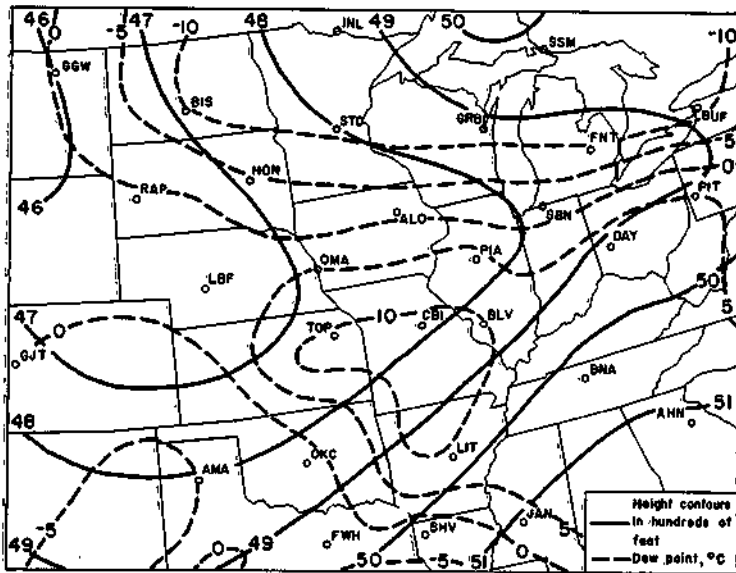 46 47 48 49 50
0 -5 -10
INL
SSM
-10
GGW
BIS
STC
GRB
BUF
FNT
-5
0
HON
RAP
46
PIT
ALO
SBN
DAY
OMA
PIA
LBF
50
5
47 0
10
TOP
CBI
BLV
GJT
BNA
51
AHN
48
OKC
LIT
AMA
-5
Height contours
in hundreds of
feet
Dew point, °C
JAN
5
FWH
SHV
0
49 0 49 50 -5 51